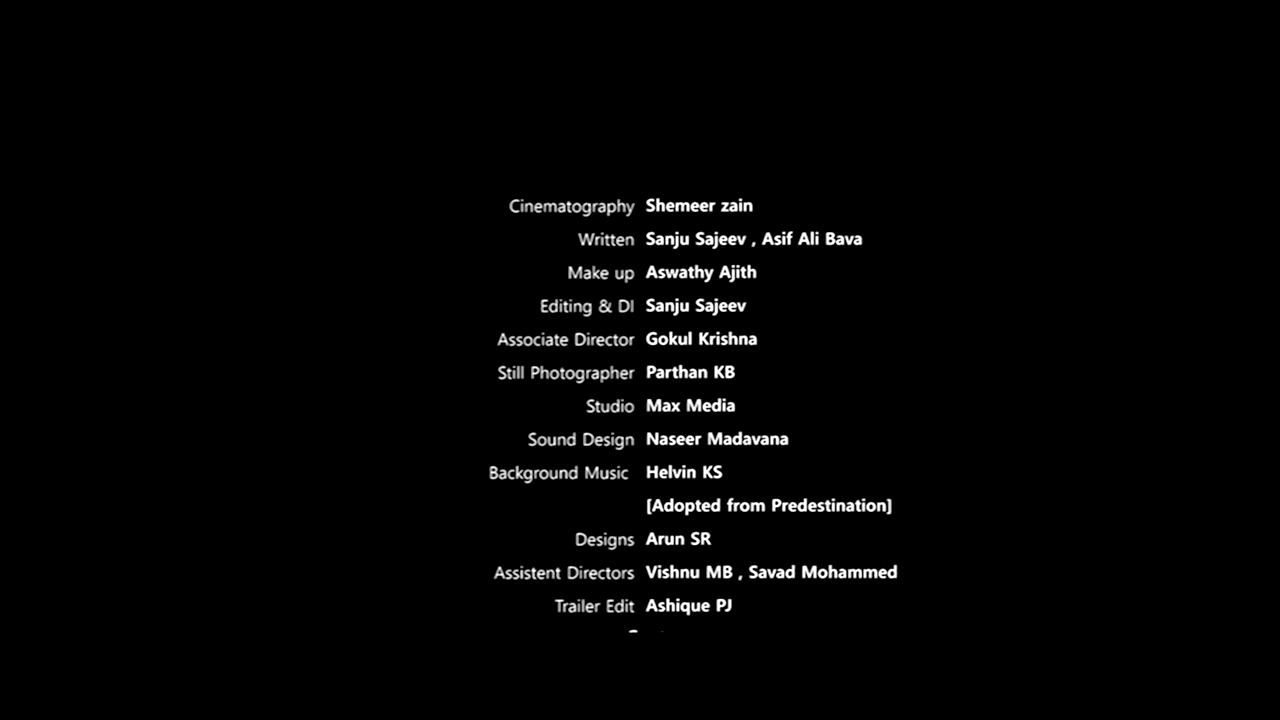 Cinematography Shemeer zain
Written Sanju Sajeev , Asif Ali Bava
Make up Aswathy Ajith
Editing & DI Sanju Sajeev
Associate Director Gokul Krishna
Still Photographer Parthan KB
Studio Max Media
Sound Design Naseer Madavana
Background Music Helvin KS
[Adopted from Predestination]
Designs Arun SR
Assistent Directors Vishnu MB , Savad Mohammed
Trailer Edit Ashique PJ